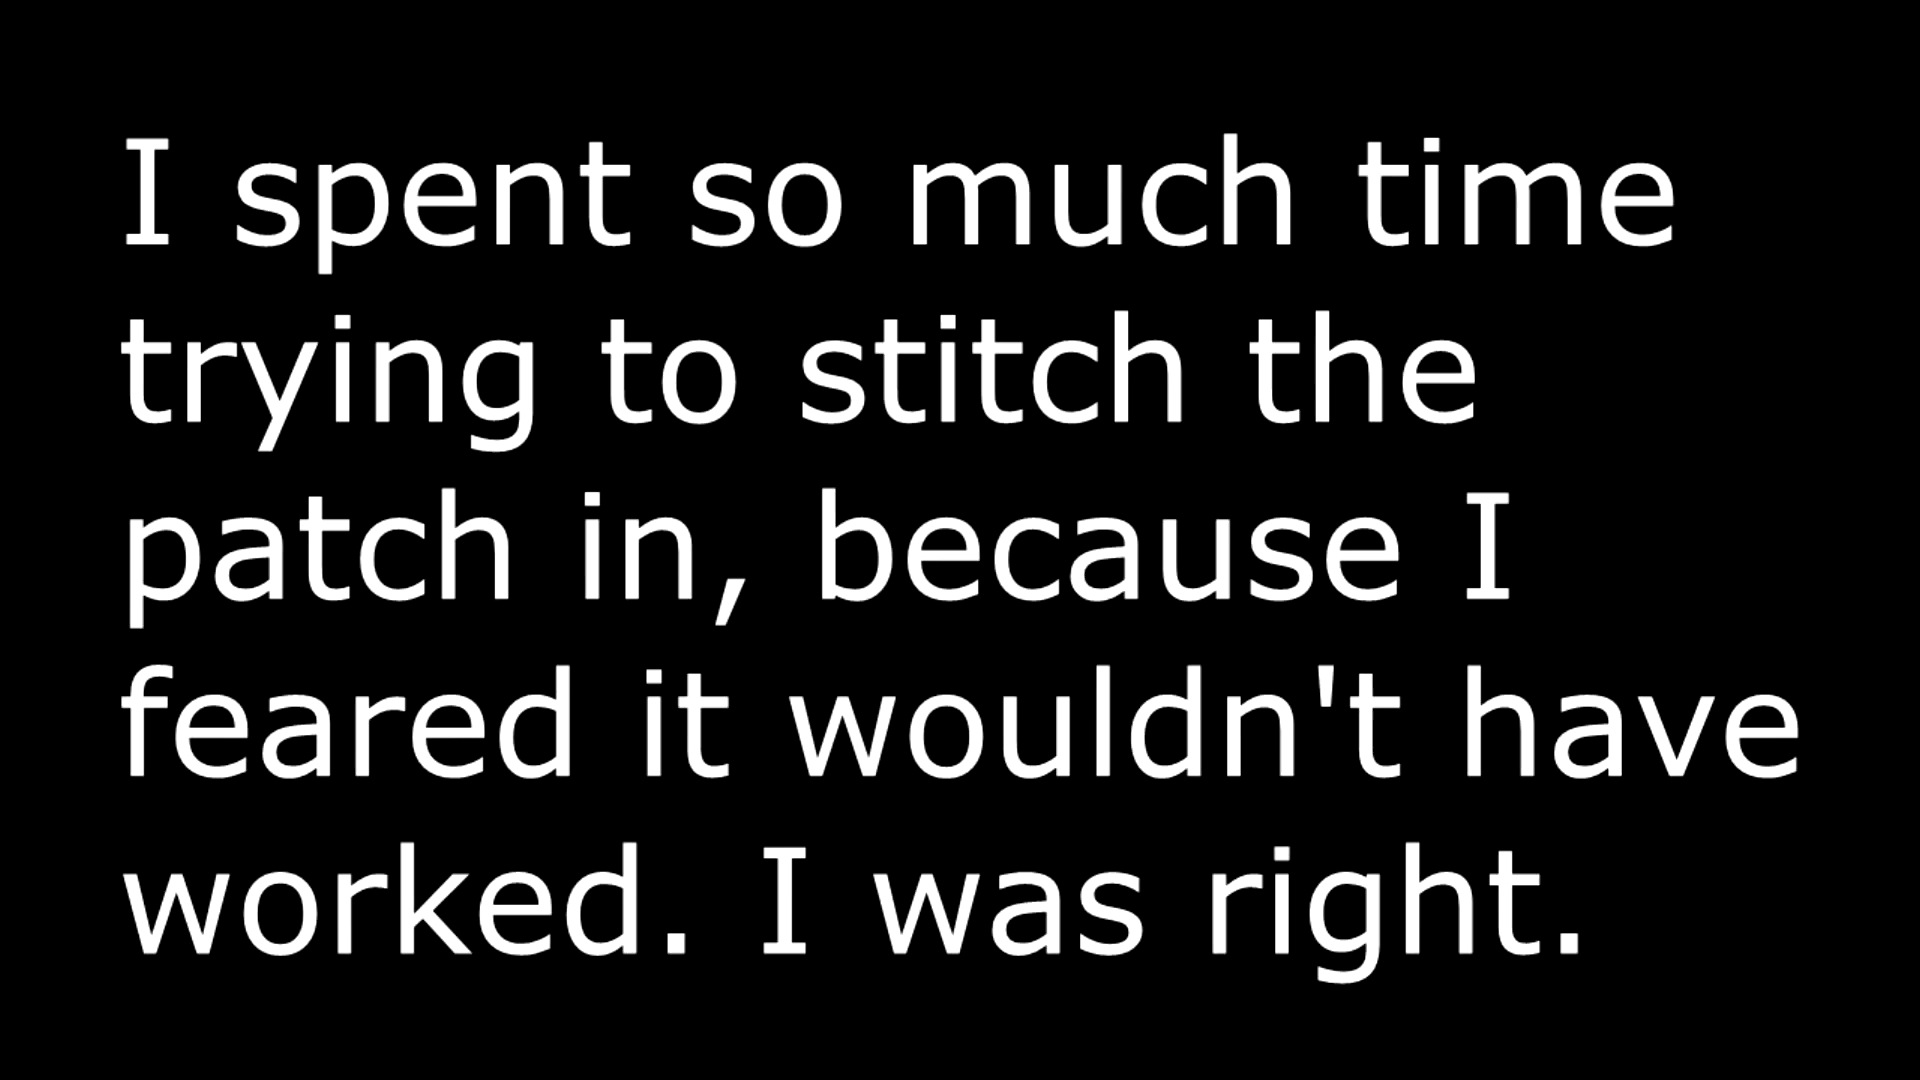 I spent so much time
trying to stitch the
patch in, because I
feared it wouldn't have
worked. I was right.